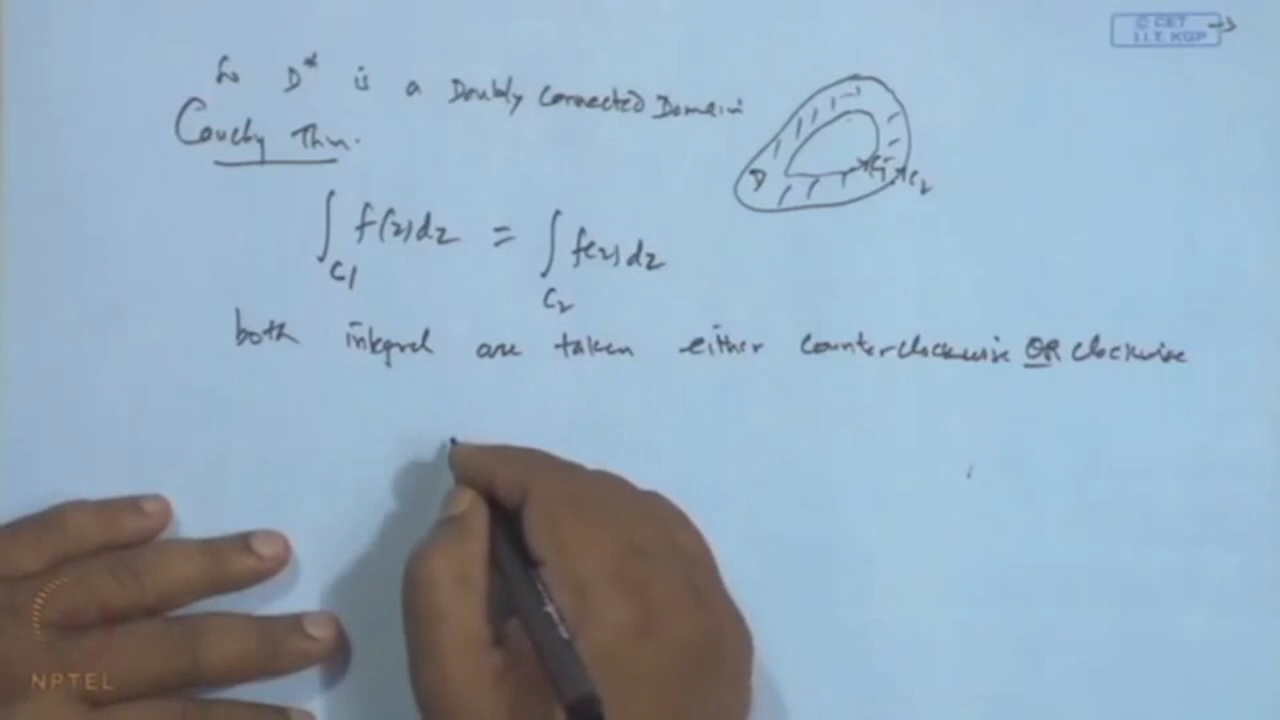 © CET
I.I.T. KGP
So D* is a Doubly Connected Domain
Cauchy Thm.
D C1 C2
∫ f(z)dz = ∫ f(z)dz
C1 C2
both integral are taken either counterclockwise OR clockwise
NPTEL